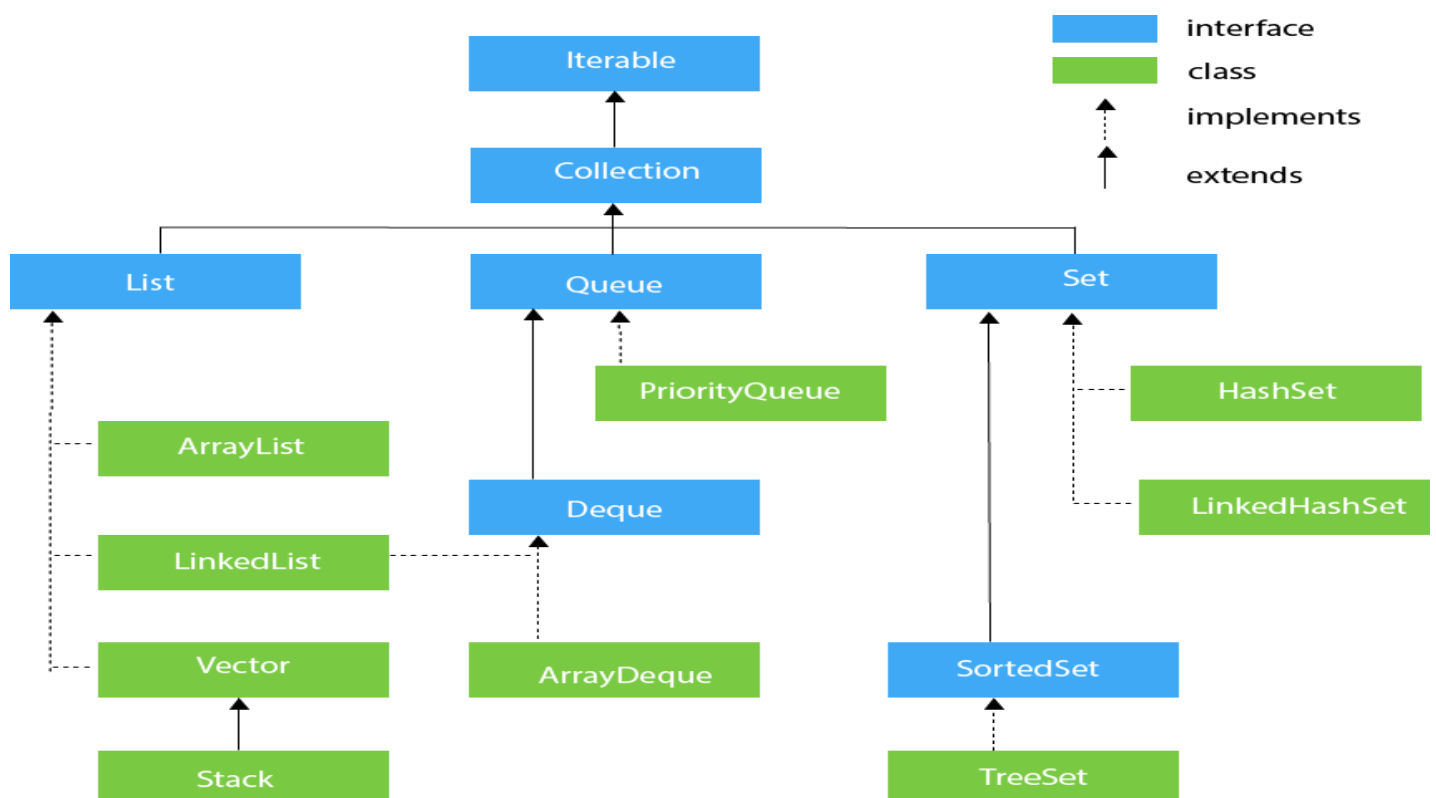 interface
Iterable
class
implements
Collection
extends
List
Queue
Set
PriorityQueue
HashSet
ArrayList
Deque
LinkedHashSet
LinkedList
Vector
ArrayDeque
SortedSet
Stack
TreeSet